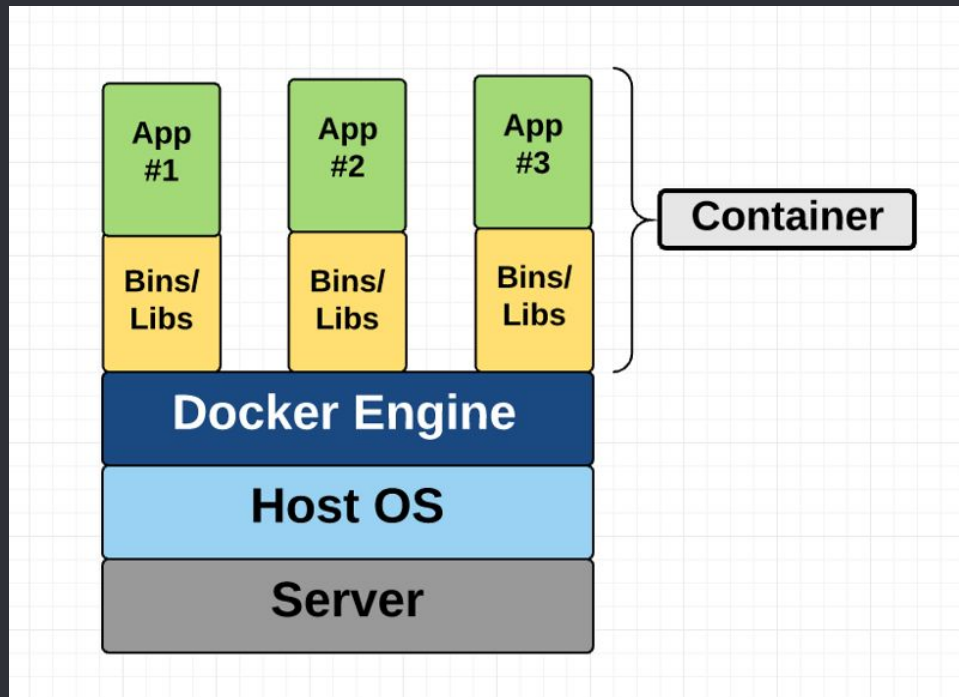 App
#1
App
#2
App
#3
Container
Bins/
Libs
Bins/
Libs
Bins/
Libs
Docker Engine
Host OS
Server